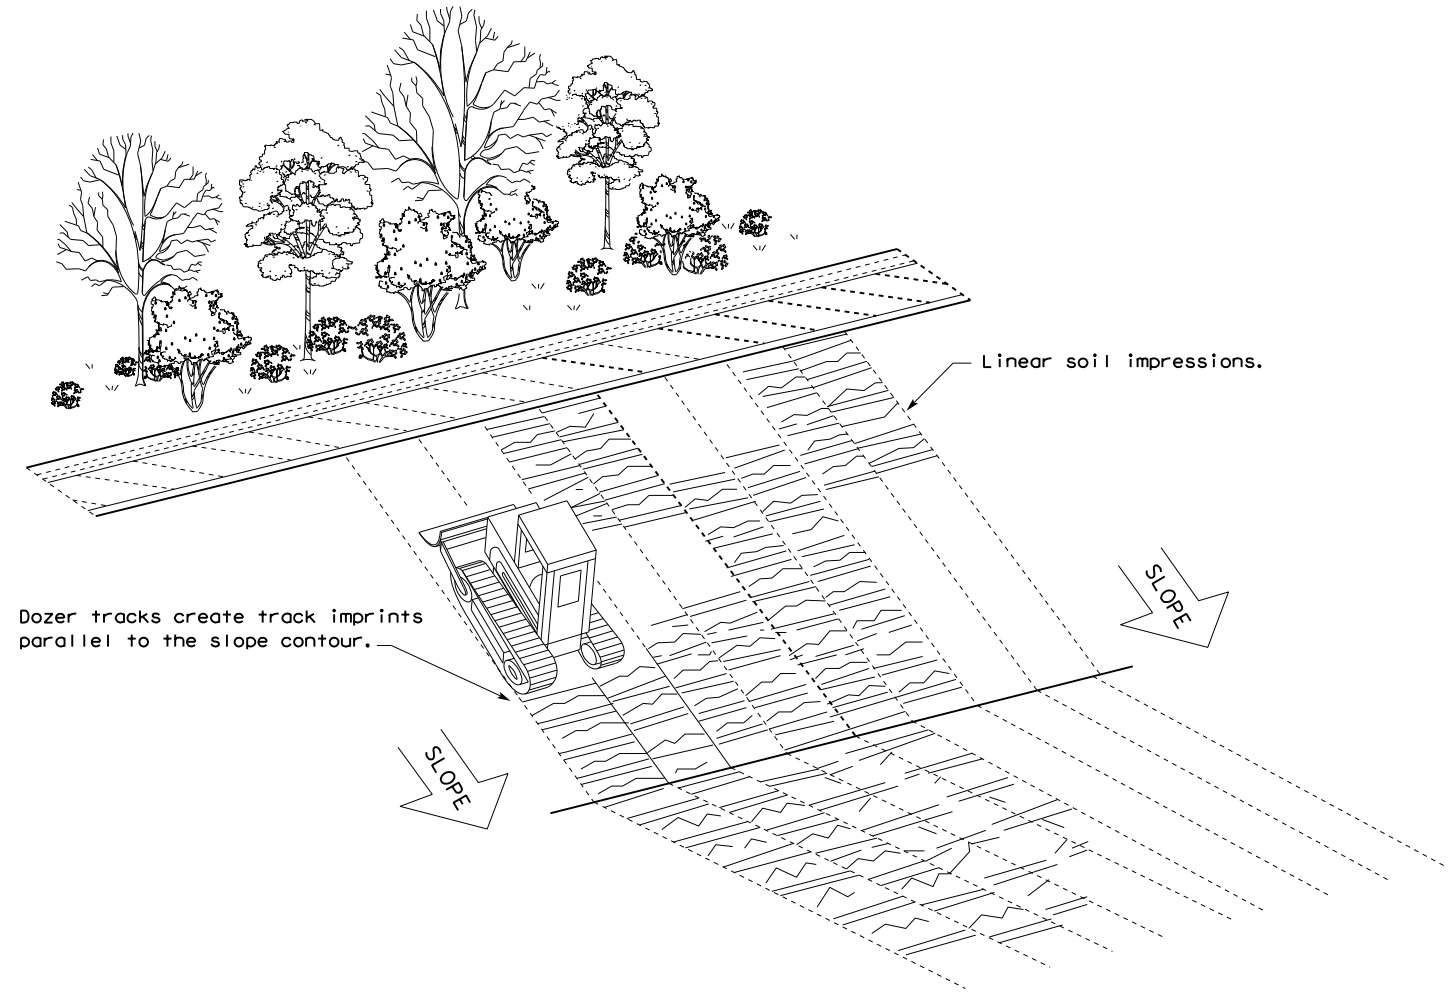 Linear soil impressions.
SLOPE
Dozer tracks create track imprints
parallel to the slope contour.
SLOPE